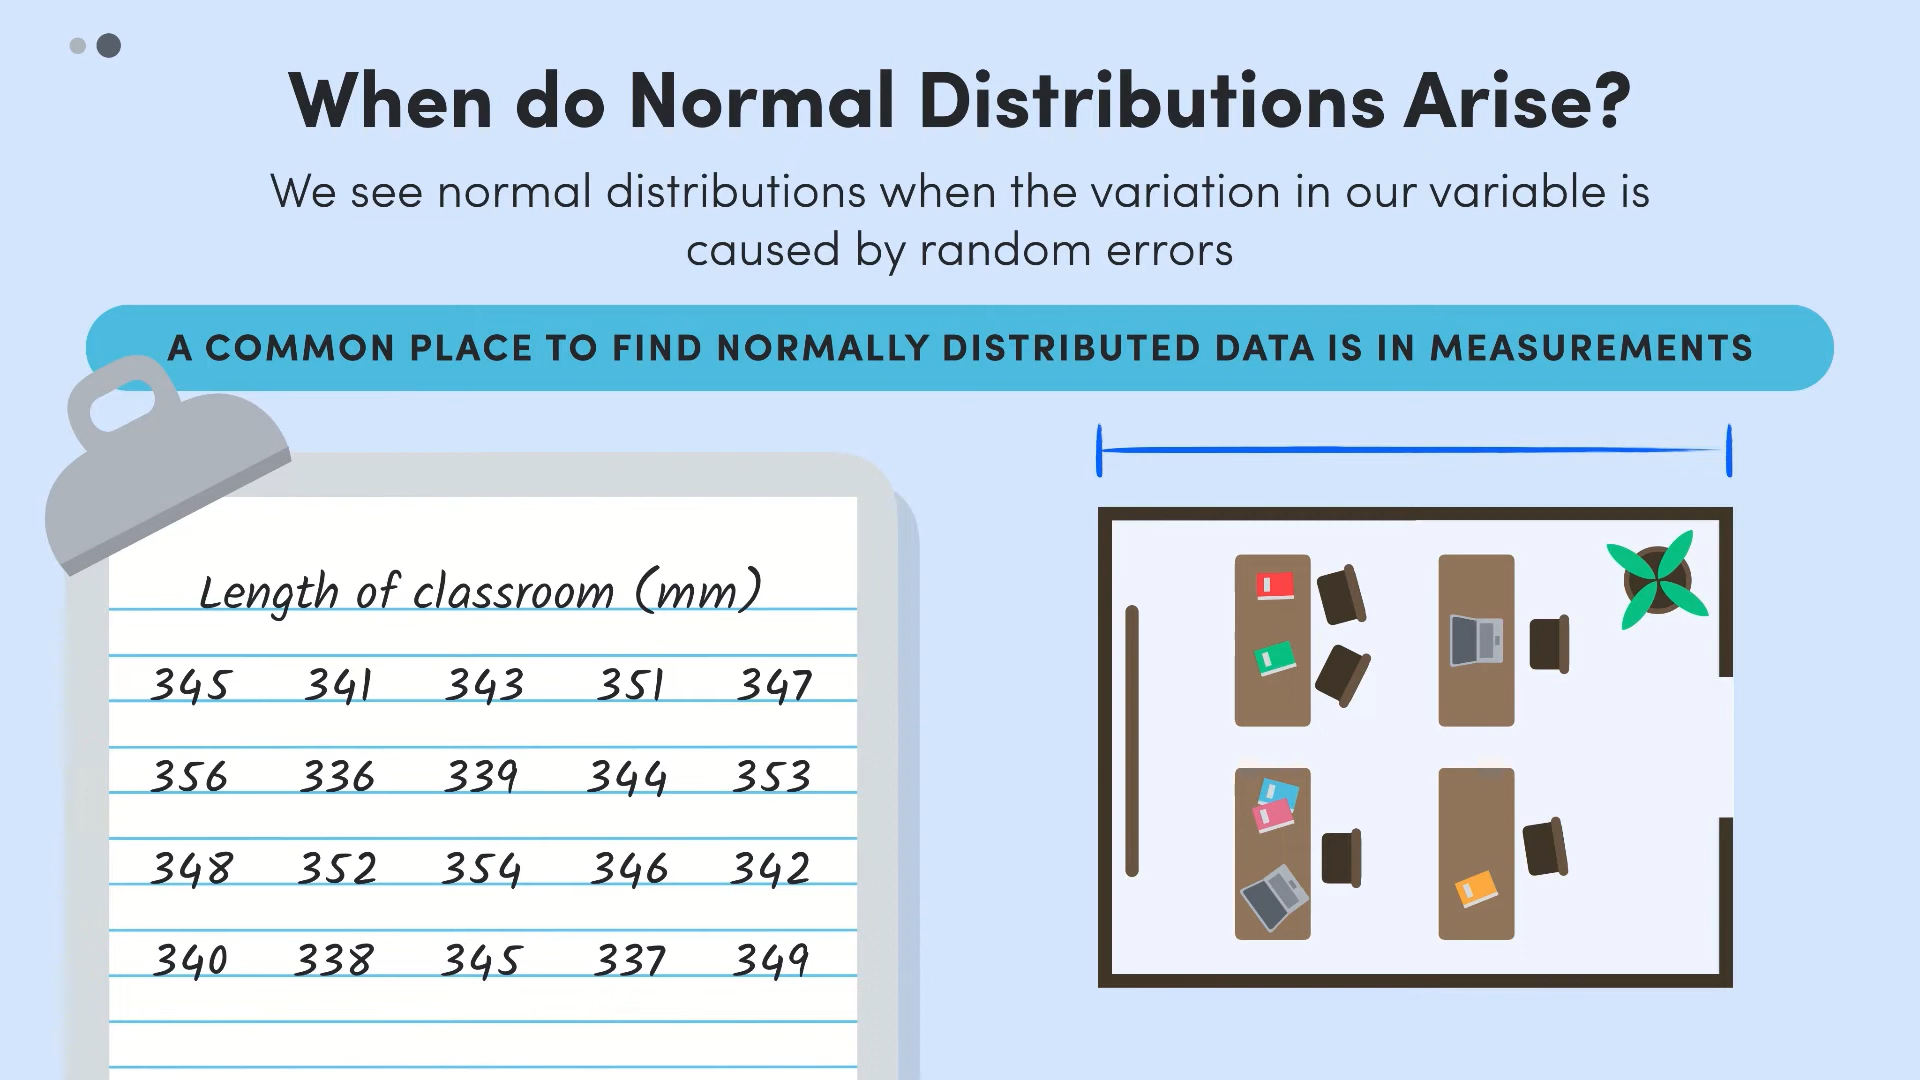 When do Normal Distributions Arise?
We see normal distributions when the variation in our variable is
caused by random errors
A COMMON PLACE TO FIND NORMALLY DISTRIBUTED DATA IS IN MEASUREMENTS
Length of classroom (mm)
345 341 343 351 347
356 336 339 344 353
348 352 354 346 342
340 338 345 337 349